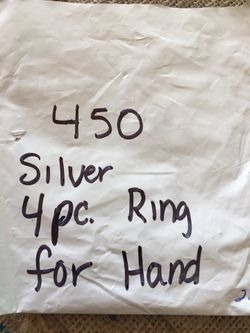 450
Silver
4pc. Ring
for Hand